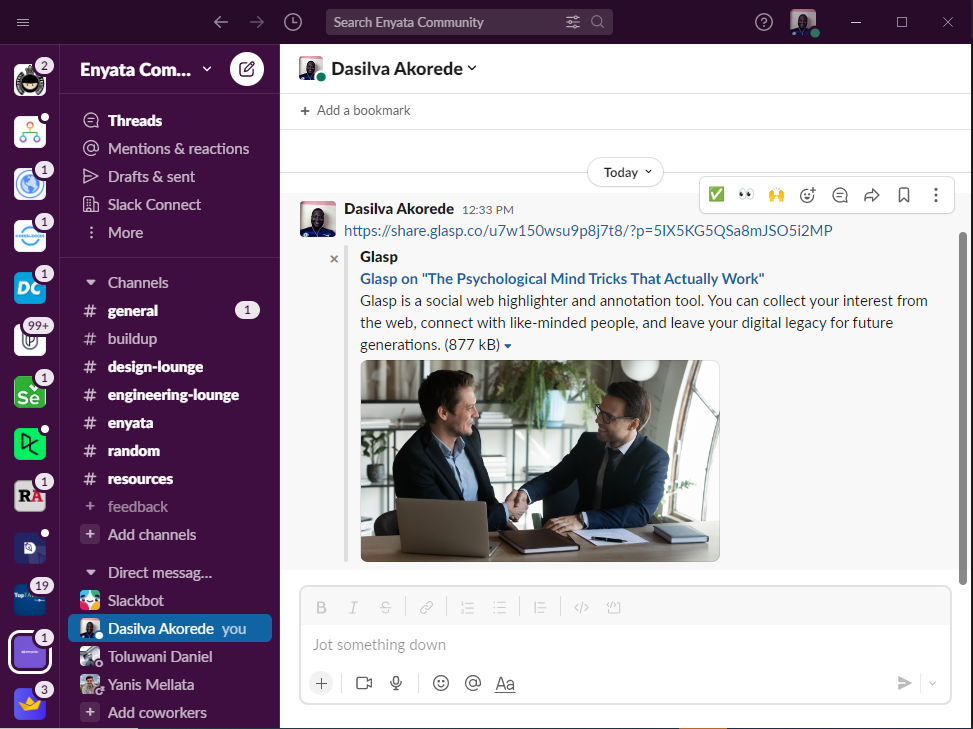 Search Enyata Community
2
1
1
1
DC
99+
1
Sє
1
RA
19
1
3
Enyata Com...
Threads
Mentions & reactions
Drafts & sent
Slack Connect
More
Channels
# general 1
# buildup
# design-lounge
# engineering-lounge
# enyata
# random
# resources
+ feedback
+ Add channels
Direct messag...
Slackbot
Dasilva Akorede you
Toluwani Daniel
Yanis Mellata
+ Add coworkers
Dasilva Akorede
+ Add a bookmark
Today
Dasilva Akorede 12:33 PM
https://share.glasp.co/u7w150wsu9p8j7t8/?p=5IX5KG5QSa8mJSO5i2MP
Glasp
Glasp on "The Psychological Mind Tricks That Actually Work"
Glasp is a social web highlighter and annotation tool. You can collect your interest from
the web, connect with like-minded people, and leave your digital legacy for future
generations. (877 kB)
B I S
Jot something down
+ @ Aa